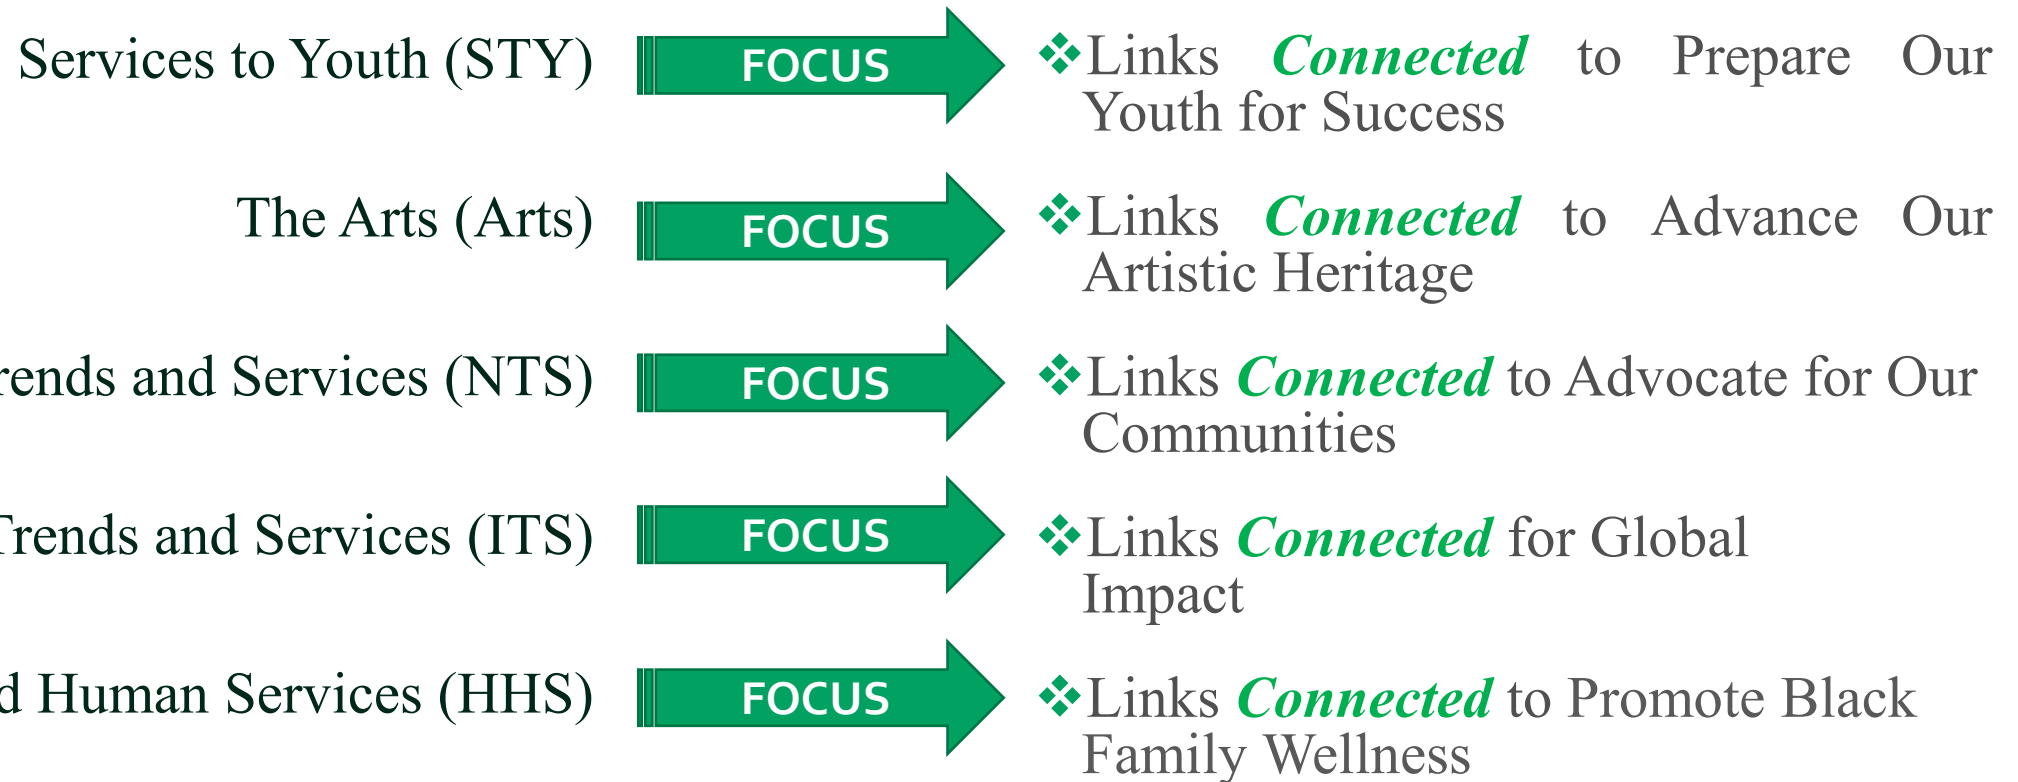 Services to Youth (STY) FOCUS ❖Links Connected to Prepare Our
Youth for Success
The Arts (Arts) FOCUS ❖Links Connected to Advance Our
Artistic Heritage
rends and Services (NTS) FOCUS ❖Links Connected to Advocate for Our
Communities
Trends and Services (ITS) FOCUS ❖Links Connected for Global
Impact
d Human Services (HHS) FOCUS ❖Links Connected to Promote Black
Family Wellness